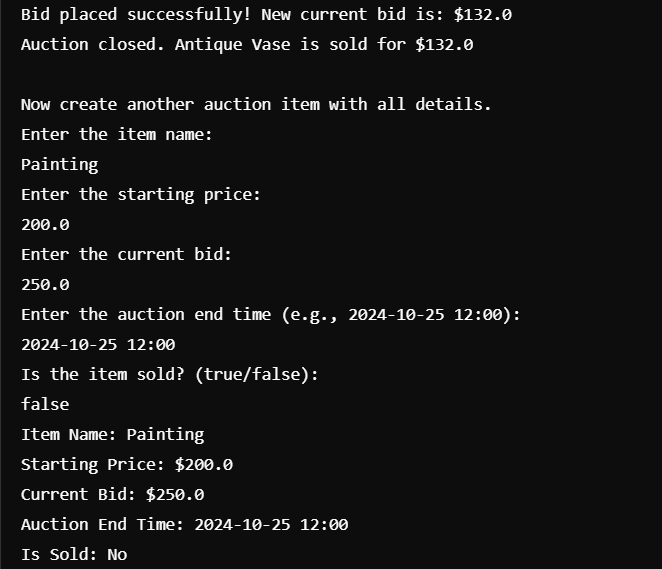 Bid placed successfully! New current bid is: $132.0
Auction closed. Antique Vase is sold for $132.0
Now create another auction item with all details.
Enter the item name:
Painting
Enter the starting price:
200.0
Enter the current bid:
250.0
Enter the auction end time (e.g., 2024-10-25 12:00):
2024-10-25 12:00
Is the item sold? (true/false):
false
Item Name: Painting
Starting Price: $200.0
Current Bid: $250.0
Auction End Time: 2024-10-25 12:00
Is Sold: No